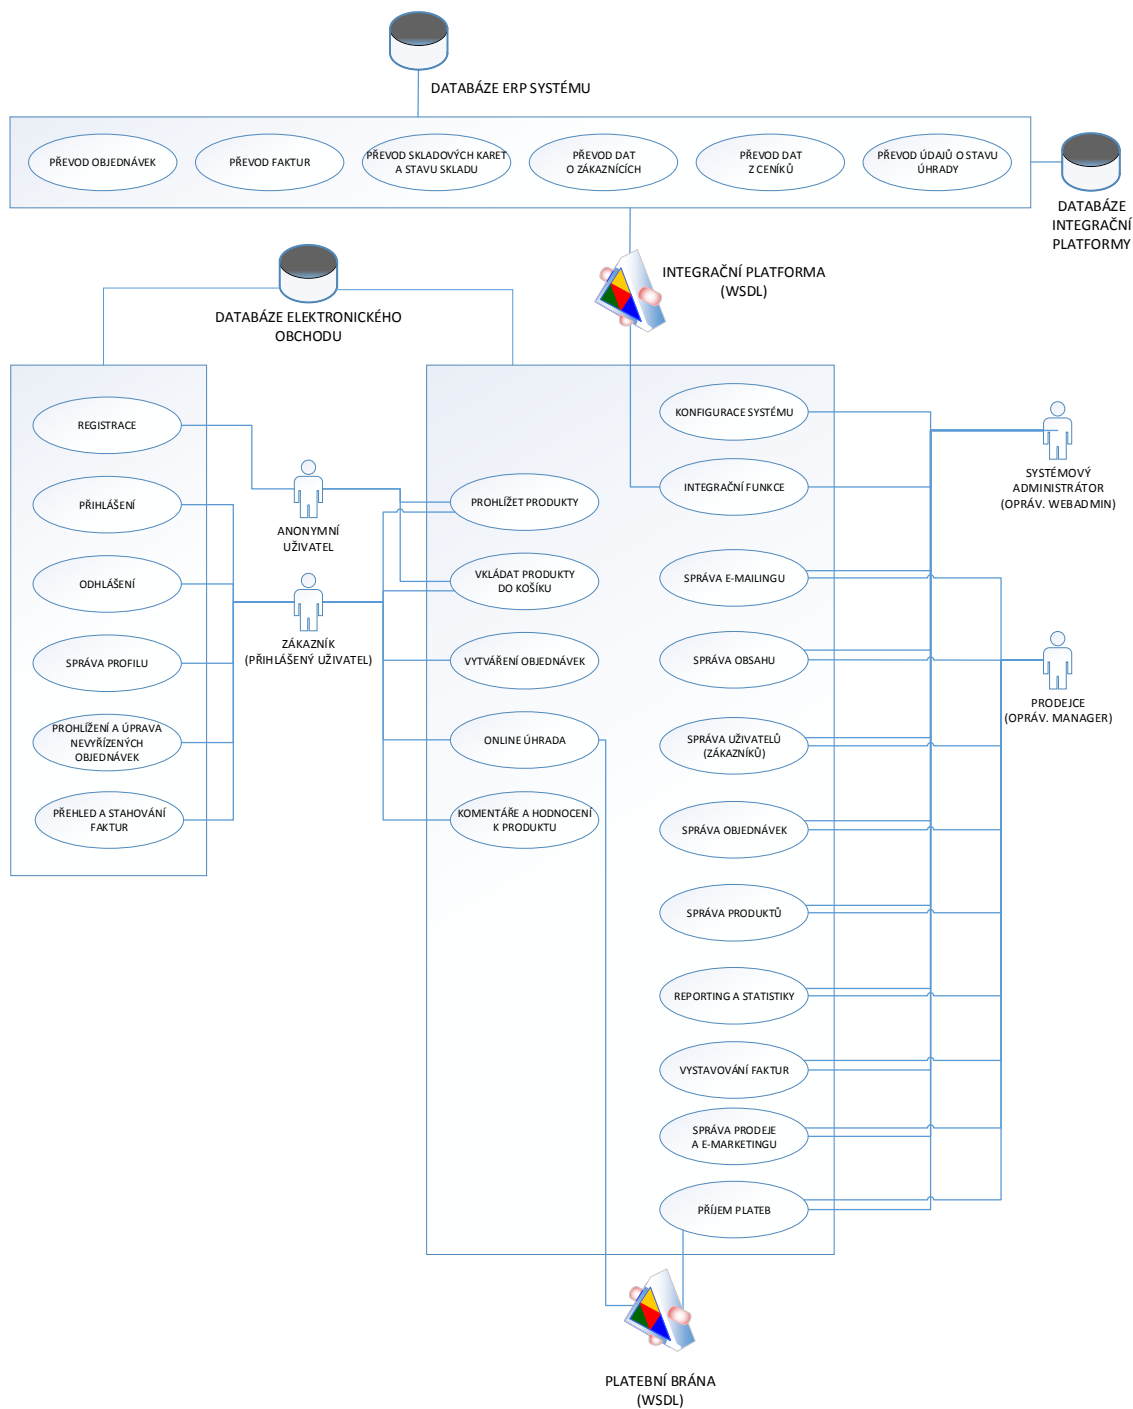 DATABÁZE ERP SYSTÉMU
PŘEVOD OBJEDNÁVEK
PŘEVOD FAKTUR
PŘEVOD SKLADOVÝCH KARET
A STAVU SKLADU
PŘEVOD DAT
O ZÁKAZNÍCÍCH
PŘEVOD DAT
Z CENÍKŮ
PŘEVOD ÚDAJŮ O STAVU
ÚHRADY
DATABÁZE
INTEGRAČNÍ
PLATFORMY
INTEGRAČNÍ PLATFORMA
(WSDL)
DATABÁZE ELEKTRONICKÉHO
OBCHODU
REGISTRACE
PŘIHLÁŠENÍ
ODHLÁŠENÍ
SPRÁVA PROFILU
PROHLÍŽENÍ A ÚPRAVA
NEVYŘÍZENÝCH
OBJEDNÁVEK
PŘEHLED A STAHOVÁNÍ
FAKTUR
ANONYMNÍ
UŽIVATEL
ZÁKAZNÍK
(PŘIHLÁŠENÝ UŽIVATEL)
PROHLÍŽET PRODUKTY
VKLÁDAT PRODUKTY
DO KOŠÍKU
VYTVÁŘENÍ OBJEDNÁVEK
ONLINE ÚHRADA
KOMENTÁŘE A HODNOCENÍ
K PRODUKTU
KONFIGURACE SYSTÉMU
INTEGRAČNÍ FUNKCE
SPRÁVA E-MAILINGU
SPRÁVA OBSAHU
SPRÁVA UŽIVATELŮ
(ZÁKAZNÍKŮ)
SPRÁVA OBJEDNÁVEK
SPRÁVA PRODUKTŮ
REPORTING A STATISTIKY
VYSTAVOVÁNÍ FAKTUR
SPRÁVA PRODEJE
A E-MARKETINGU
PŘÍJEM PLATEB
SYSTÉMOVÝ
ADMINISTRÁTOR
(OPRÁV. WEBADMIN)
PRODEJCE
(OPRÁV. MANAGER)
PLATEBNÍ BRÁNA
(WSDL)